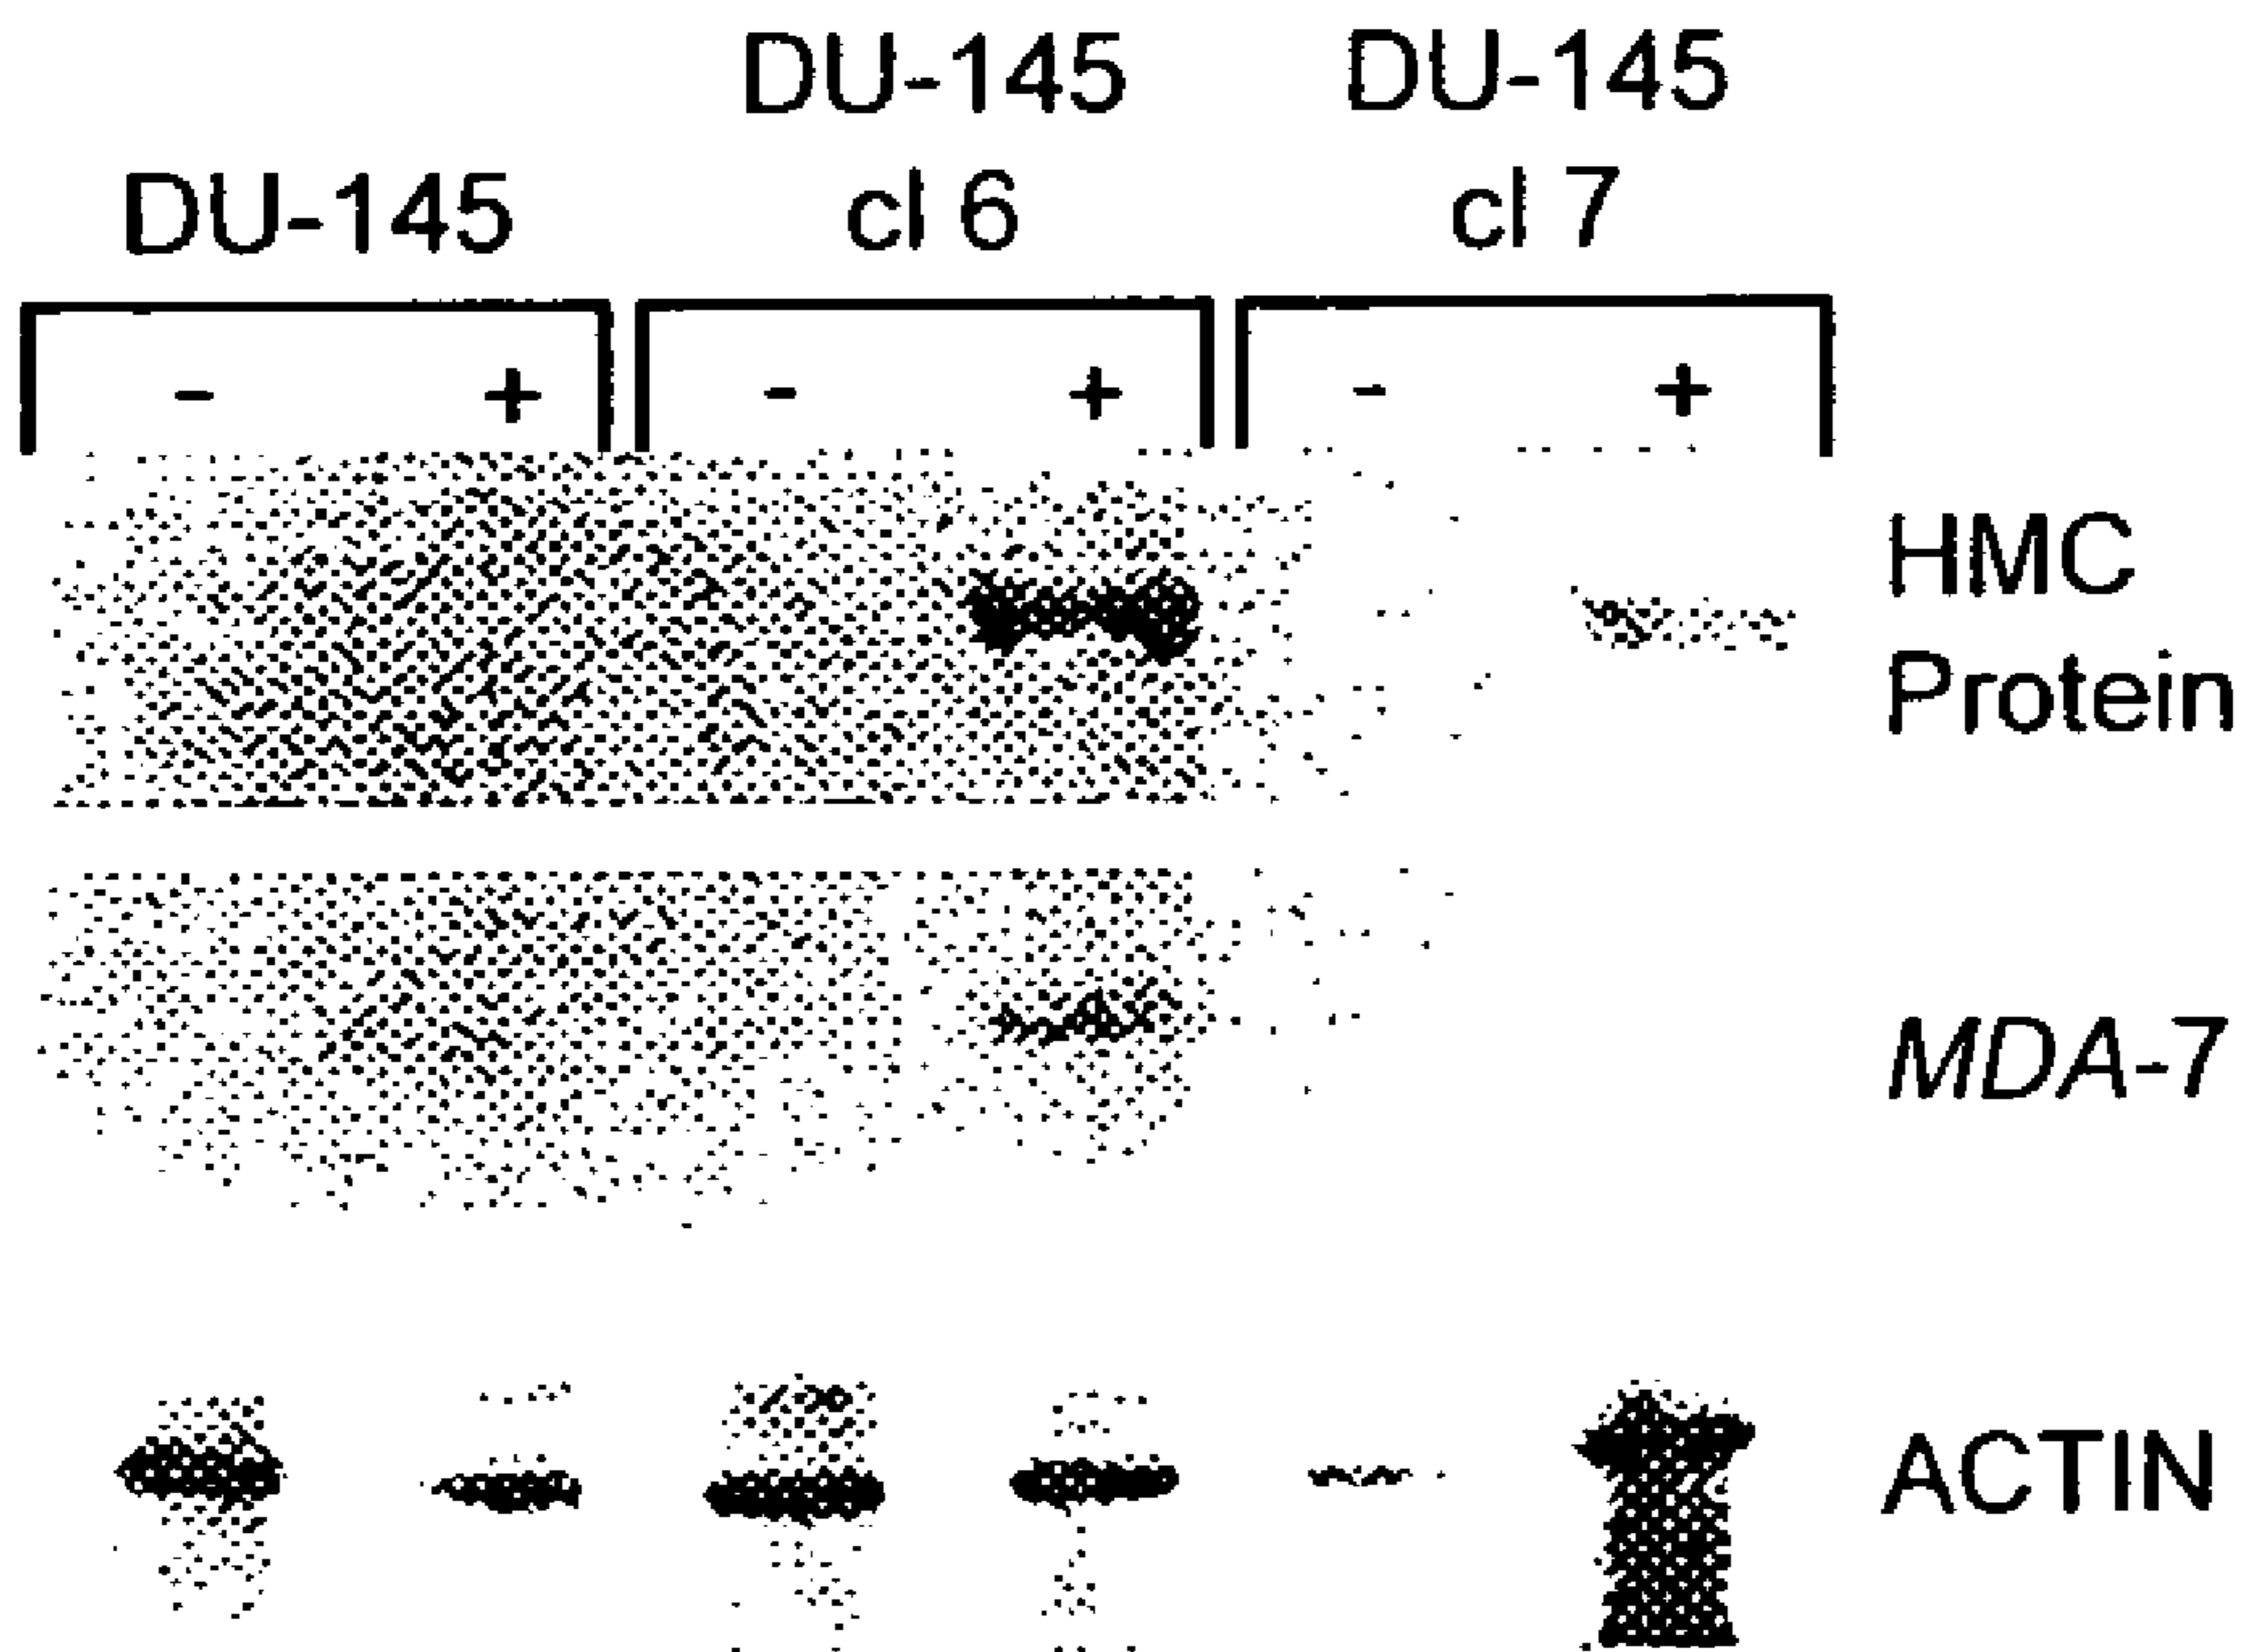 DU-145 DU-145
DU-145 cl 6 cl 7
- + - + - +
HMC
Protein
MDA-7
ACTIN